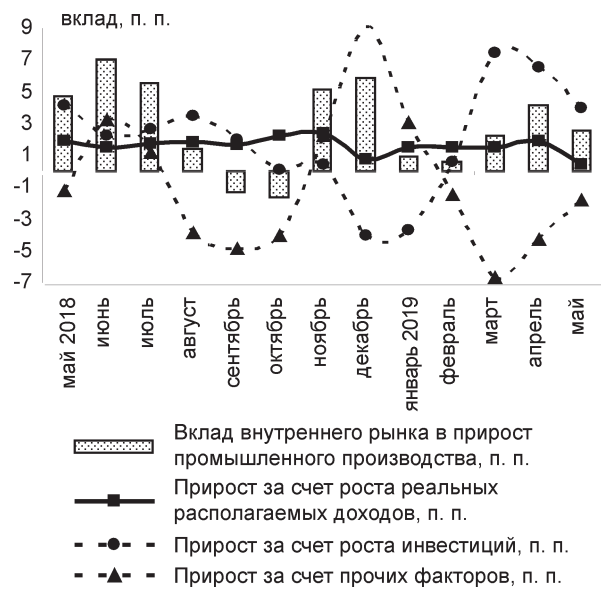 вклад, п. п.
9
7
5
3
1
-1
-3
-5
-7
май 2018
июнь
июль
август
сентябрь
октябрь
ноябрь
декабрь
январь 2019
февраль
март
апрель
май
Вклад внутреннего рынка в прирост
промышленного производства, п. п.
Прирост за счет роста реальных
располагаемых доходов, п. п.
Прирост за счет роста инвестиций, п. п.
Прирост за счет прочих факторов, п. п.